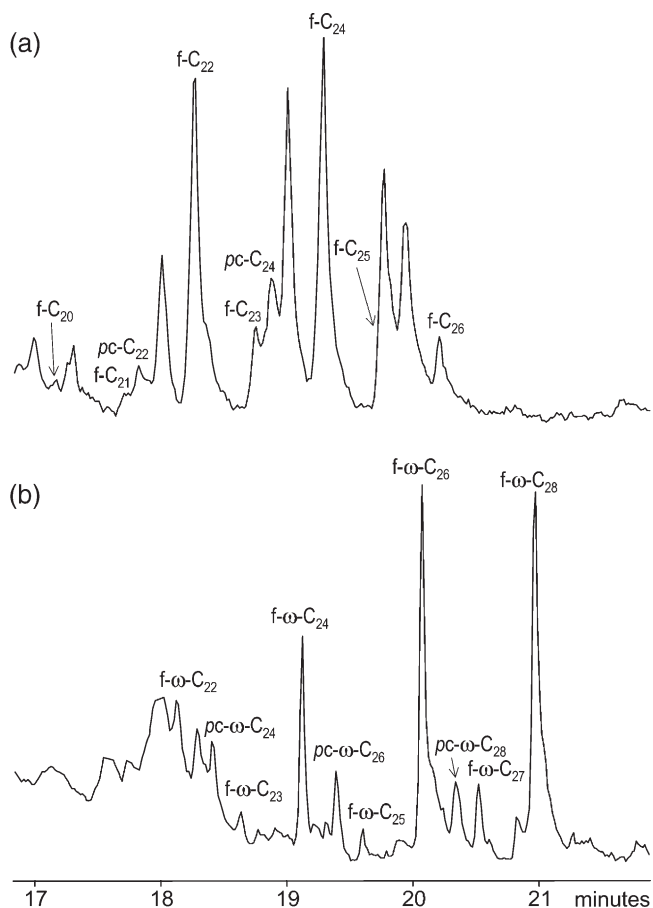 (a)
f-C₂₄
f-C₂₂
pc-C₂₄
f-C₂₅
f-C₂₃
f-C₂₀
pc-C₂₂
f-C₂₁
f-C₂₆
(b)
f-ω-C₂₆
f-ω-C₂₈
f-ω-C₂₄
f-ω-C₂₂
pc-ω-C₂₄
pc-ω-C₂₆
pc-ω-C₂₈
f-ω-C₂₇
f-ω-C₂₃
f-ω-C₂₅
17 18 19 20 21 minutes